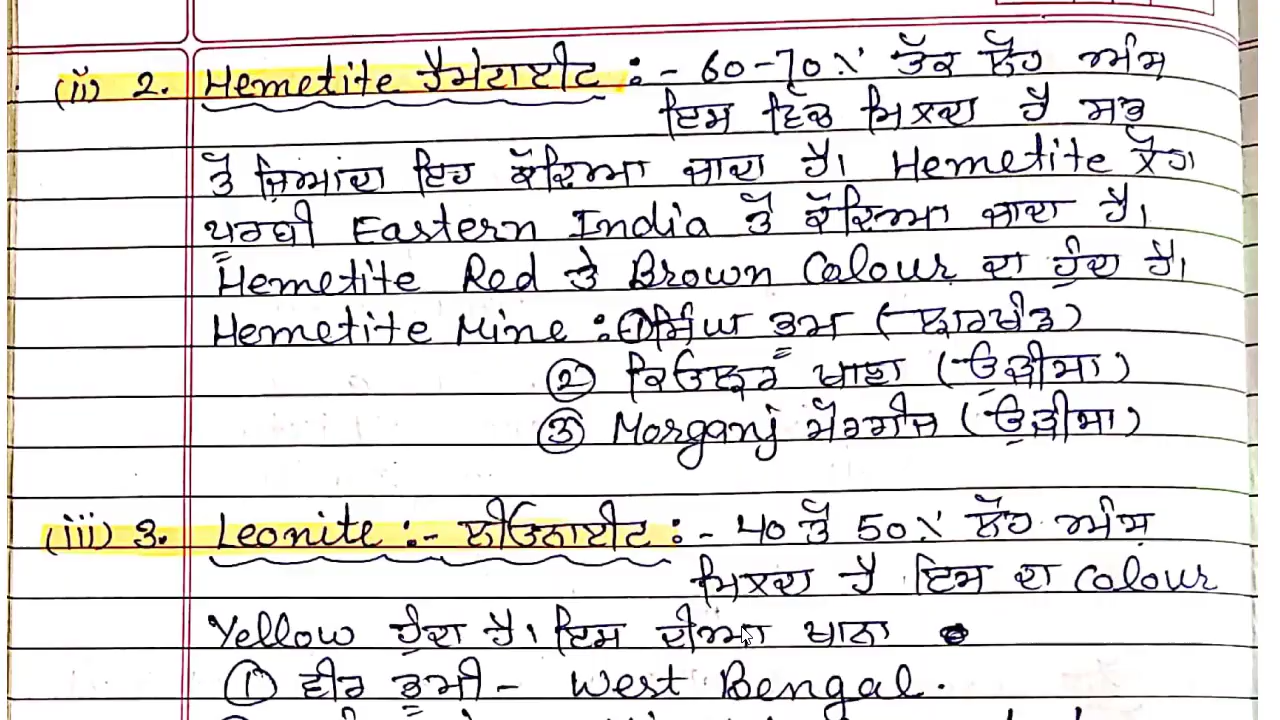 (ii) 2. Hemetite ਹੈਮੇਟਾਈਟ :- 60-70% ਤੱਕ ਲੋਹ ਅੰਸ਼
ਇਸ ਵਿੱਚ ਮਿਲਦਾ ਹੈ ਸਭ
ਤੋਂ ਜ਼ਿਆਦਾ ਇਹ ਕੱਢਿਆ ਜਾਂਦਾ ਹੈ। Hemetite ਲੋਹਾ
ਪੂਰਬੀ Eastern India ਤੋਂ ਕੱਢਿਆ ਜਾਂਦਾ ਹੈ।
Hemetite Red ਤੇ Brown Colour ਦਾ ਹੁੰਦਾ ਹੈ।
Hemetite Mine : ① ਸਿੰਘ ਭੂਮ (ਝਾਰਖੰਡ)
② ਕਿਓਂਝਰ ਖਾਣਾ (ਉੜੀਸਾ)
③ Morganj ਮੋਰਗੰਜ (ਉੜੀਸਾ)
(iii) 3. Leonite :- ਲੀਓਨਾਈਟ :- 40 ਤੋਂ 50% ਲੋਹ ਅੰਸ਼
ਮਿਲਦਾ ਹੈ ਇਸ ਦਾ Colour
Yellow ਹੁੰਦਾ ਹੈ। ਇਸ ਦੀਆਂ ਖਾਨਾ
① ਵੀਰ ਭੂਮੀ - West Bengal.